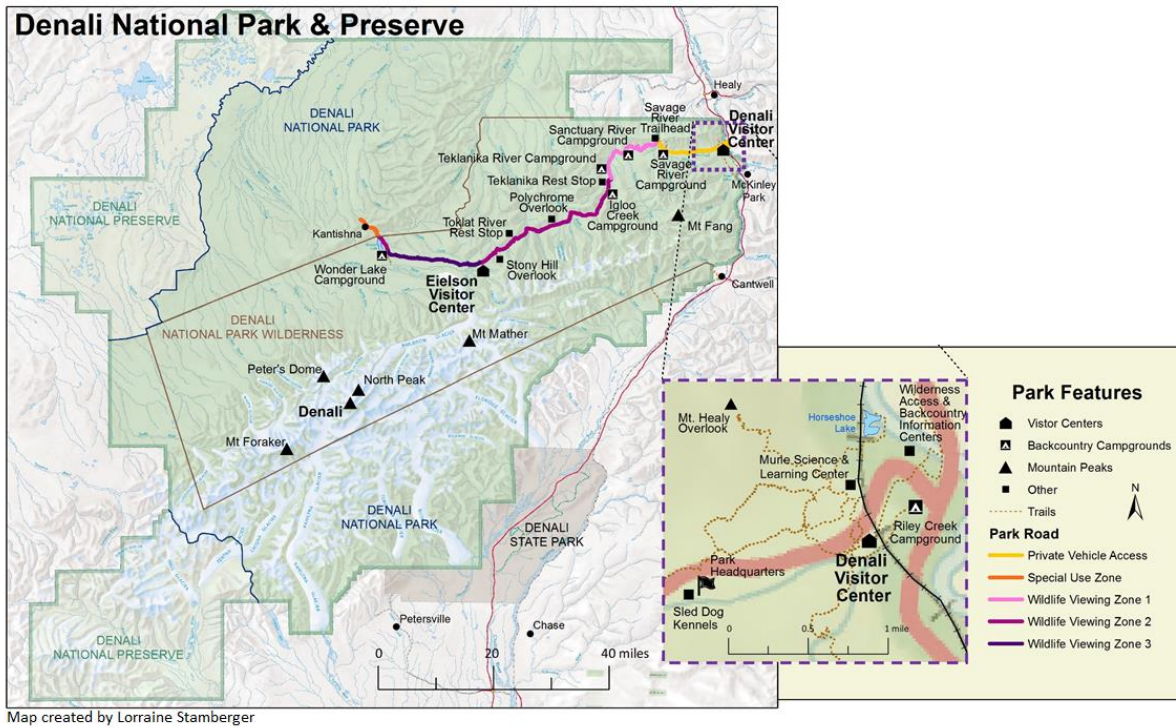 Denali National Park & Preserve
Healy
DENALI
NATIONAL PARK
Savage
River
Trailhead
Denali
Visitor
Center
Sanctuary River
Campground
Teklanika River Campground
Savage
River
Campground
McKinley
Park
Teklanika Rest Stop
DENALI
NATIONAL PRESERVE
Polychrome
Overlook
Igloo
Creek
Campground
Mt Fang
Toklat River
Rest Stop
Kantishna
Wonder Lake
Campground
Stony Hill
Overlook
Eielson
Visitor
Center
Cantwell
DENALI
NATIONAL PARK WILDERNESS
Mt Mather
Peter's Dome
North Peak
Denali
Mt Foraker
DENALI
NATIONAL PARK
DENALI
STATE PARK
DENALI
NATIONAL PRESERVE
Petersville
Chase
0 20 40 miles
Mt. Healy
Overlook
Horseshoe
Lake
Wilderness
Access &
Backcountry
Information
Centers
Murie Science &
Learning Center
Riley Creek
Campground
Park
Headquarters
Denali
Visitor
Center
Sled Dog
Kennels
0 0.5 1 mile
Park Features
Vistor Centers
Backcountry Campgrounds
Mountain Peaks
Other
Trails
N
Park Road
Private Vehicle Access
Special Use Zone
Wildlife Viewing Zone 1
Wildlife Viewing Zone 2
Wildlife Viewing Zone 3
Map created by Lorraine Stamberger